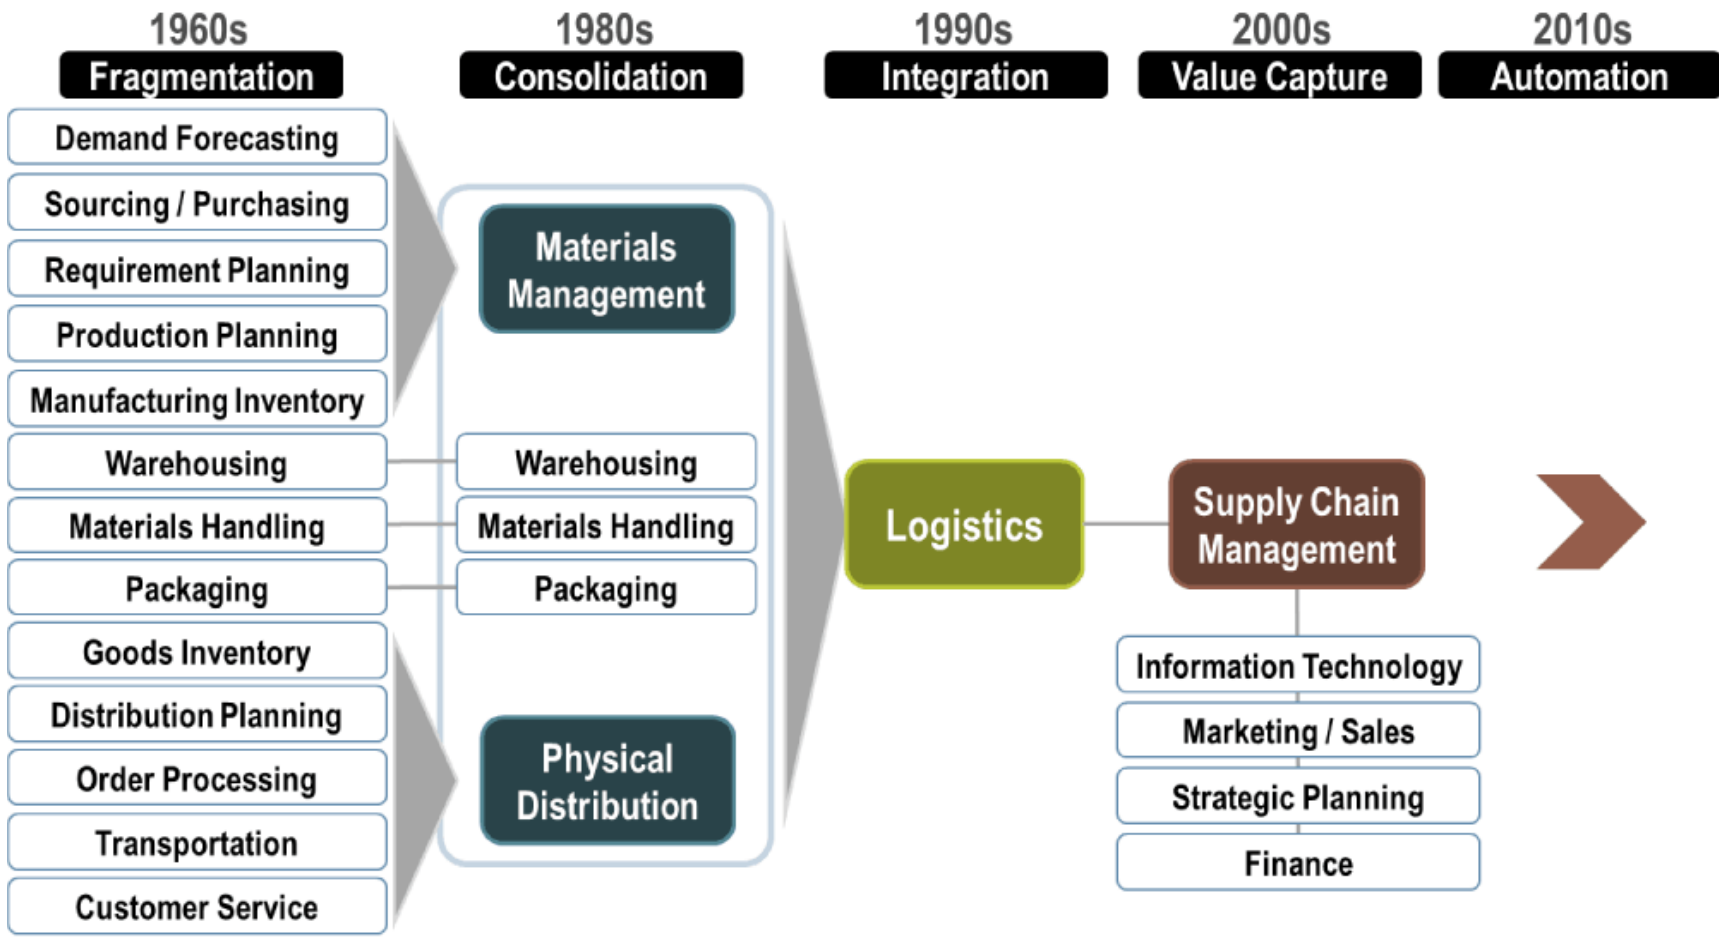 1960s
Fragmentation
Demand Forecasting
Sourcing / Purchasing
Requirement Planning
Production Planning
Manufacturing Inventory
Warehousing
Materials Handling
Packaging
Goods Inventory
Distribution Planning
Order Processing
Transportation
Customer Service
1980s
Consolidation
Materials
Management
Warehousing
Materials Handling
Packaging
Physical
Distribution
1990s
Integration
Logistics
2000s
Value Capture
Supply Chain
Management
Information Technology
Marketing / Sales
Strategic Planning
Finance
2010s
Automation